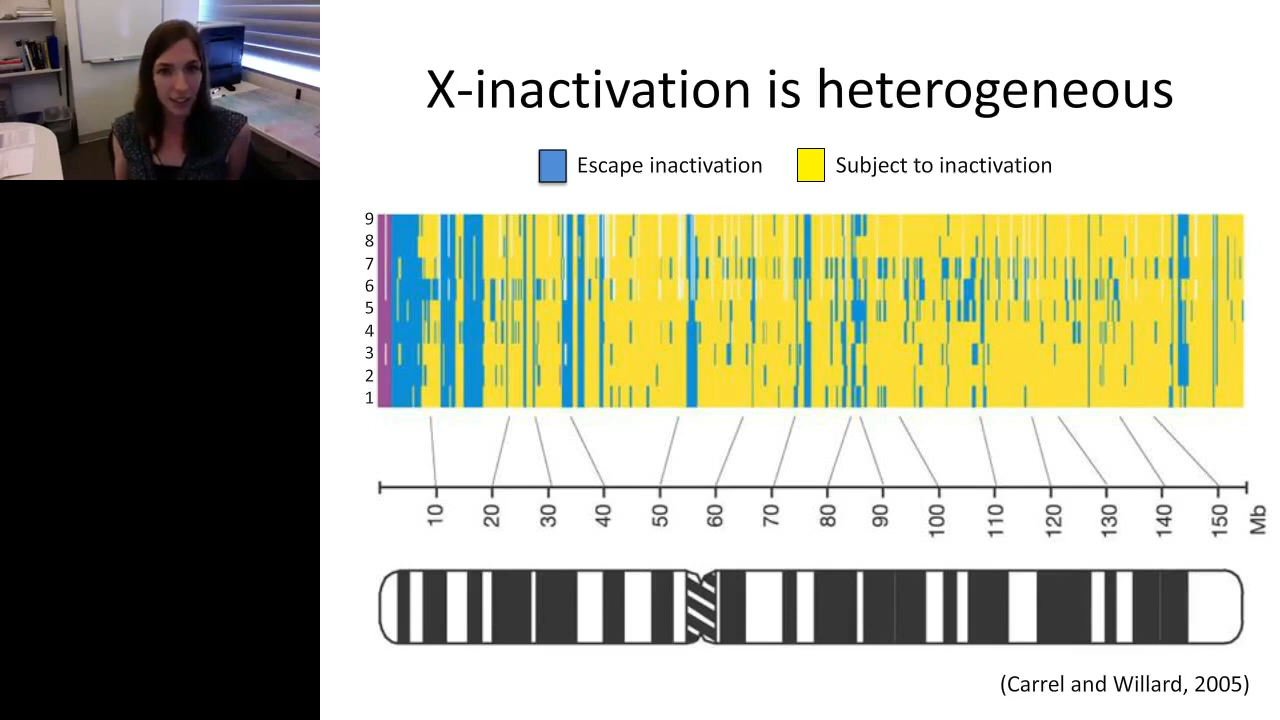 X-inactivation is heterogeneous
Escape inactivation
Subject to inactivation
9
8
7
6
5
4
3
2
1
10 20 30 40 50 60 70 80 90 100 110 120 130 140 150 Mb
(Carrel and Willard, 2005)